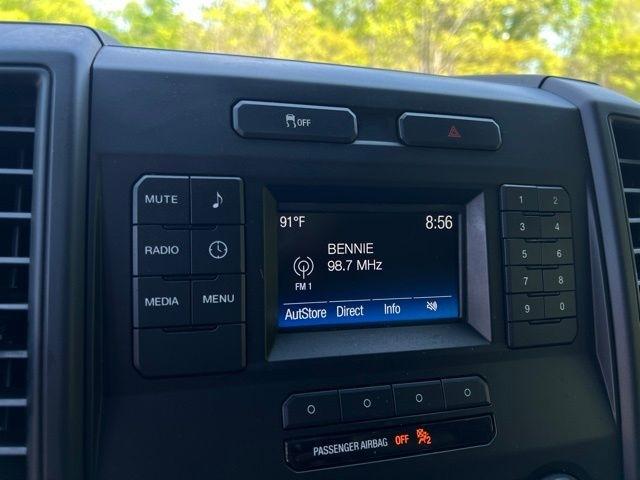 OFF
MUTE
RADIO
MEDIA MENU
91°F 8:56
BENNIE
98.7 MHz
FM 1
AutStore Direct Info
1 2
3 4
5 6
7 8
9 0
PASSENGER AIRBAG OFF 2